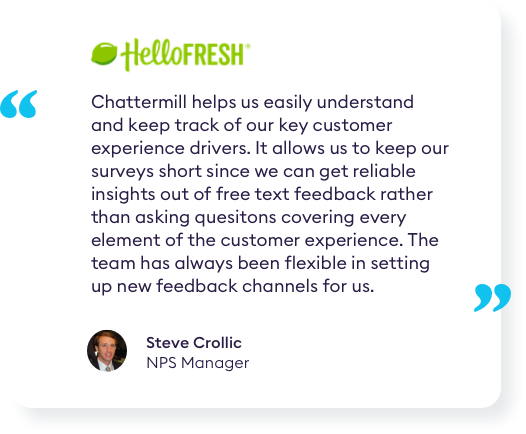 HelloFRESH®
“
Chattermill helps us easily understand
and keep track of our key customer
experience drivers. It allows us to keep our
surveys short since we can get reliable
insights out of free text feedback rather
than asking quesitons covering every
element of the customer experience. The
team has always been flexible in setting
up new feedback channels for us.
”
Steve Crollic
NPS Manager